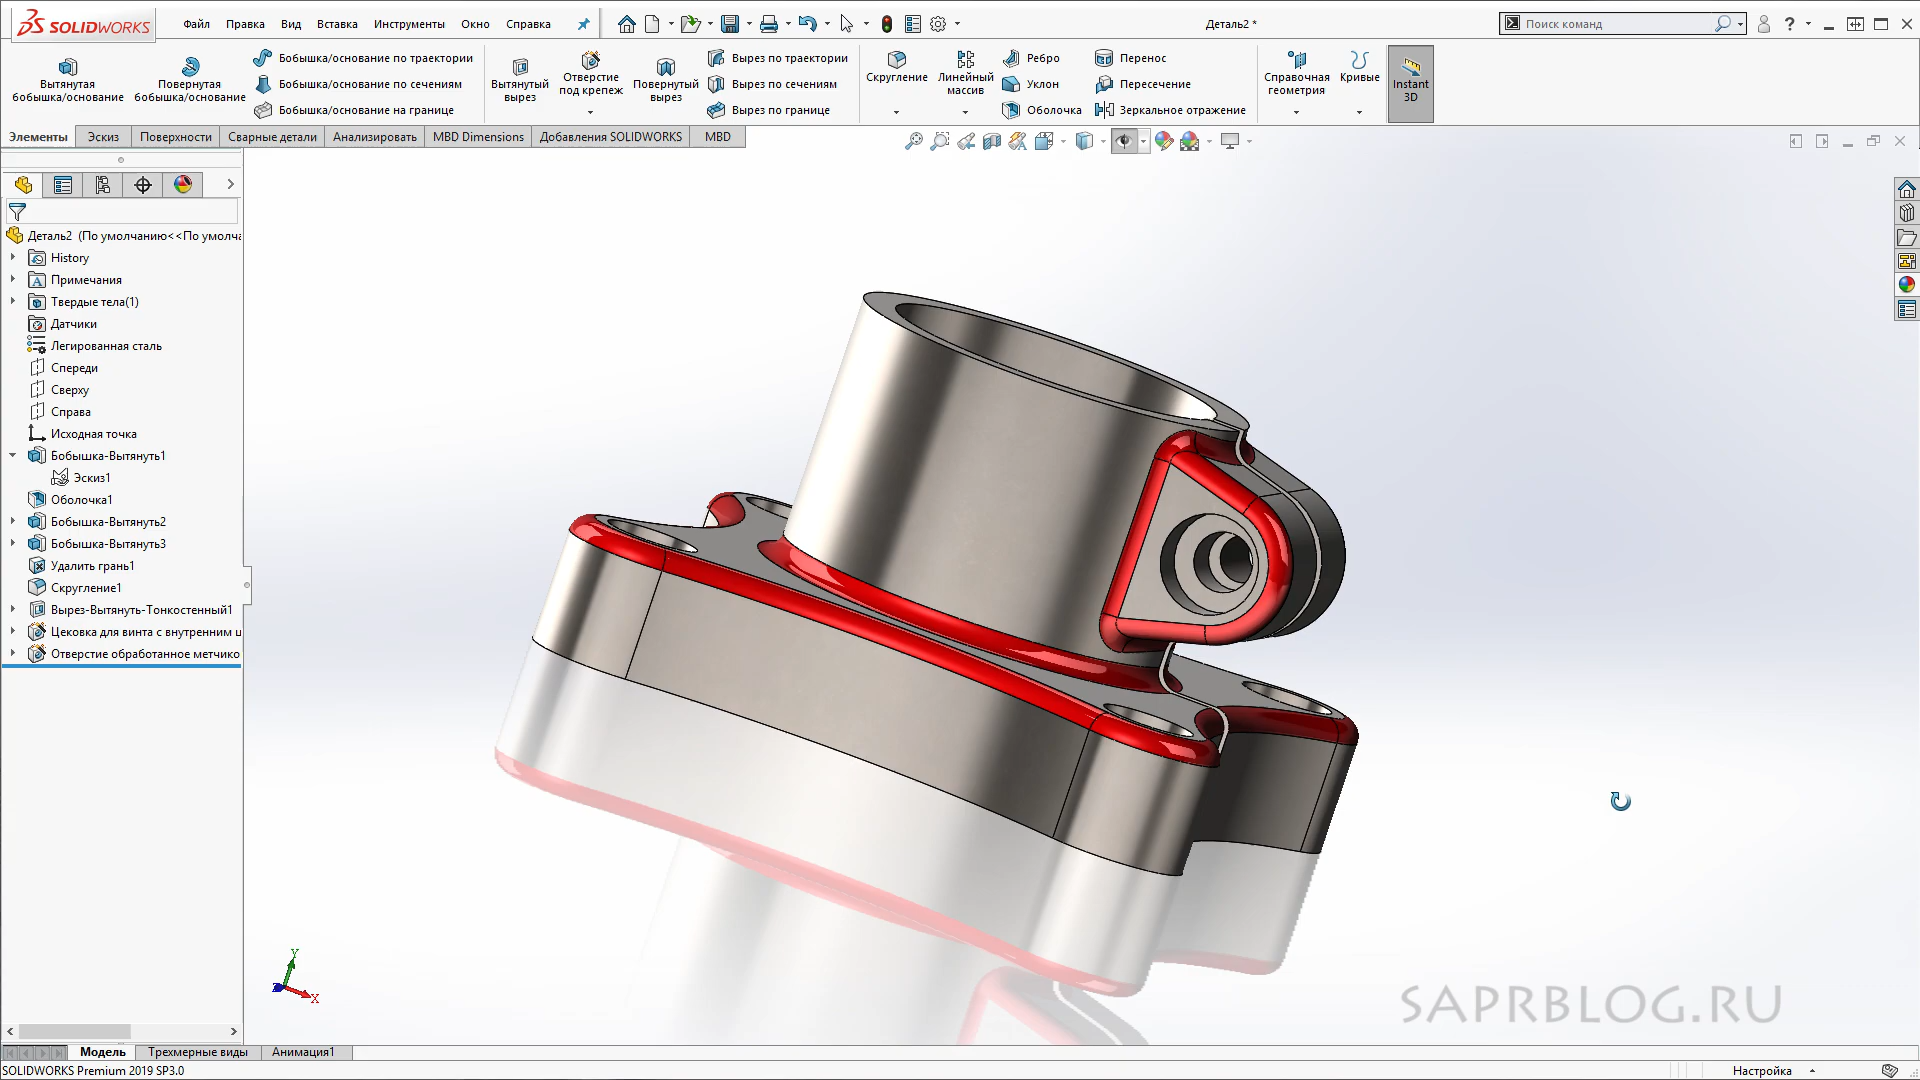 SOLIDWORKS
Файл Правка Вид Вставка Инструменты Окно Справка
Деталь2 *
Поиск команд
Вытянутая бобышка/основание
Повернутая бобышка/основание
Бобышка/основание по траектории
Бобышка/основание по сечениям
Бобышка/основание на границе
Вытянутый вырез
Отверстие под крепеж
Повернутый вырез
Вырез по траектории
Вырез по сечениям
Вырез по границе
Скругление
Линейный массив
Ребро
Уклон
Оболочка
Перенос
Пересечение
Зеркальное отражение
Справочная геометрия
Кривые
Instant 3D
Элементы Эскиз Поверхности Сварные детали Анализировать MBD Dimensions Добавления SOLIDWORKS MBD
Деталь2 (По умолчанию<<По умолча
History
Примечания
Твердые тела(1)
Датчики
Легированная сталь
Спереди
Сверху
Справа
Исходная точка
Бобышка-Вытянуть1
Эскиз1
Оболочка1
Бобышка-Вытянуть2
Бобышка-Вытянуть3
Удалить грань1
Скругление1
Вырез-Вытянуть-Тонкостенный1
Цековка для винта с внутренним ш
Отверстие обработанное метчико
Y
Z
X
SAPRBLOG.RU
Модель Трехмерные виды Анимация1
SOLIDWORKS Premium 2019 SP3.0
Настройка